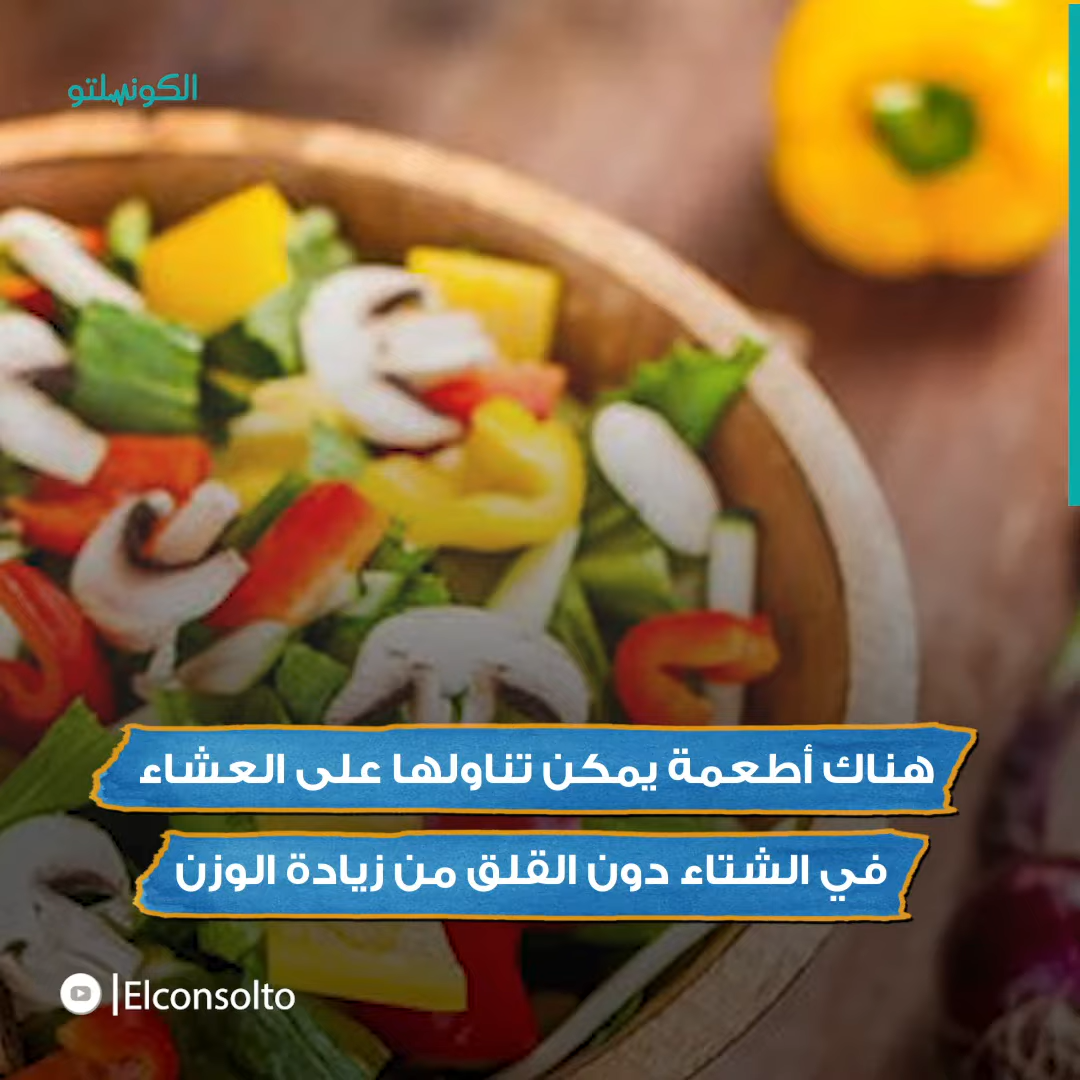 الكونسلتو
هناك أطعمة يمكن تناولها على العشاء
في الشتاء دون القلق من زيادة الوزن
|Elconsolto